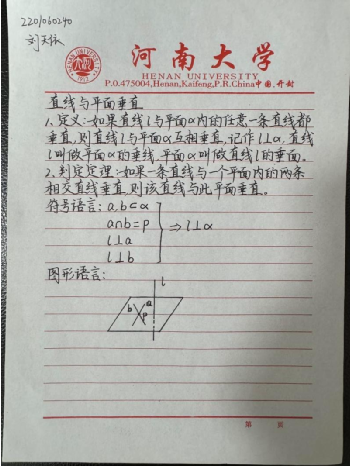 220/060240
河南大学
HENAN UNIVERSITY
P.O.475004,Henan,Kaifeng,P.R.China中国.开封
直线与平面垂直
1、定义:如果直线l与平面α内的任意一条直线都
垂直,则直线l与平面α互相垂直,记作l⊥α,直线
l叫做平面α的垂线,平面α叫做直线l的垂面。
2、判定定理:如果一条直线与一个平面内的两条
相交直线垂直,则该直线与此平面垂直。
符号语言:a,b⊂α
a∩b=p
l⊥a
l⊥b
⇒l⊥α
图形语言:
l
b
a
p
第 页